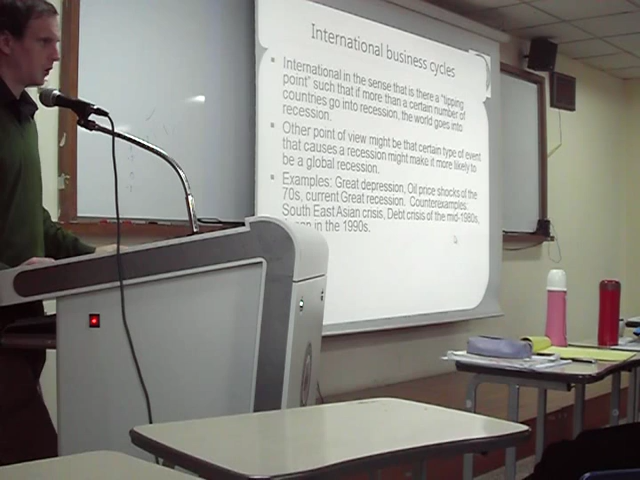 International business cycles
International in the sense that is there a "tipping
point" such that if more than a certain number of
countries go into recession, the world goes into
recession.
Other point of view might be that certain type of event
that causes a recession might make it more likely to
be a global recession.
Examples: Great depression, Oil price shocks of the
70s, current Great recession. Counterexamples:
South East Asian crisis, Debt crisis of the mid-1980s,
in the 1990s.